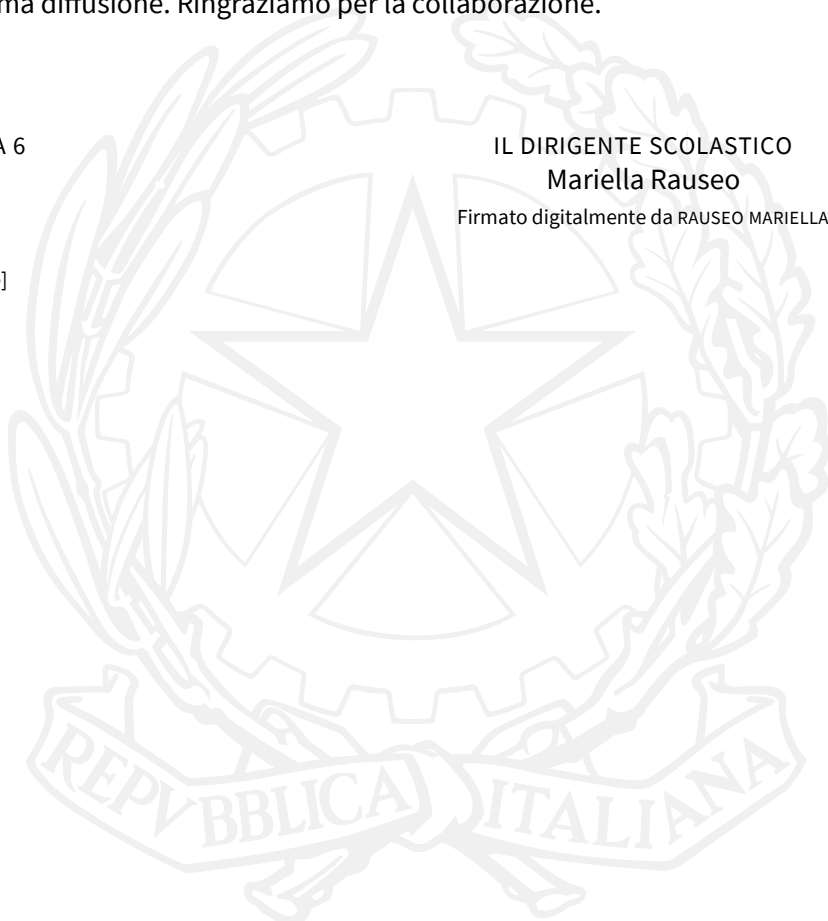 ma diffusione. Ringraziamo per la collaborazione.
A 6
IL DIRIGENTE SCOLASTICO
Mariella Rauseo
Firmato digitalmente da RAUSEO MARIELLA
]
REPVBBLICA ITALIANA